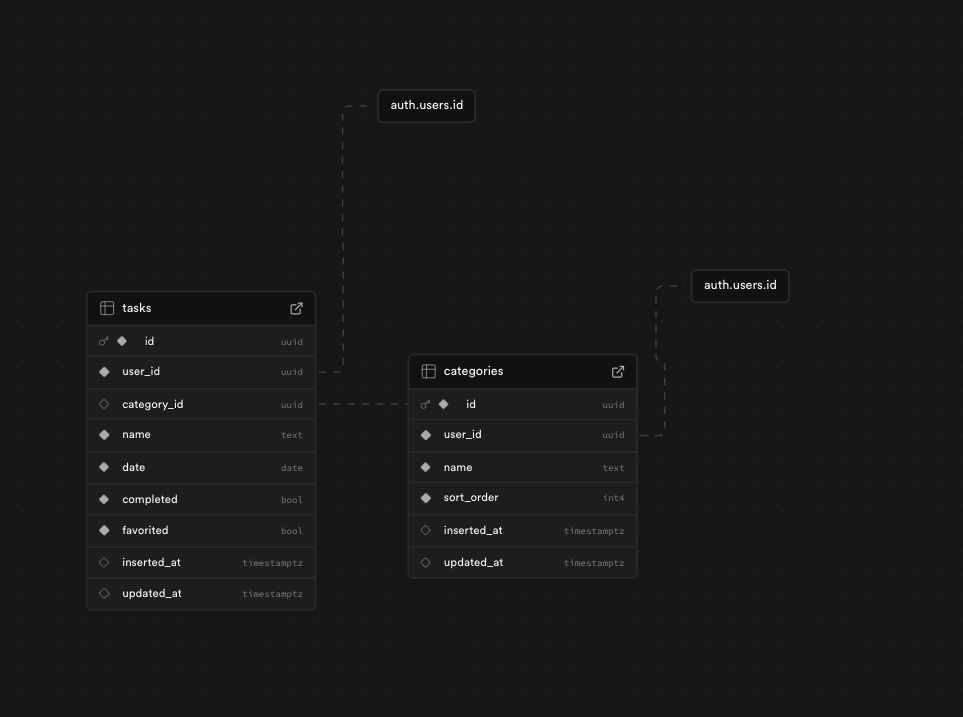 auth.users.id
auth.users.id
tasks
id uuid
user_id uuid
category_id uuid
name text
date date
completed bool
favorited bool
inserted_at timestamptz
updated_at timestamptz
categories
id uuid
user_id uuid
name text
sort_order int4
inserted_at timestamptz
updated_at timestamptz